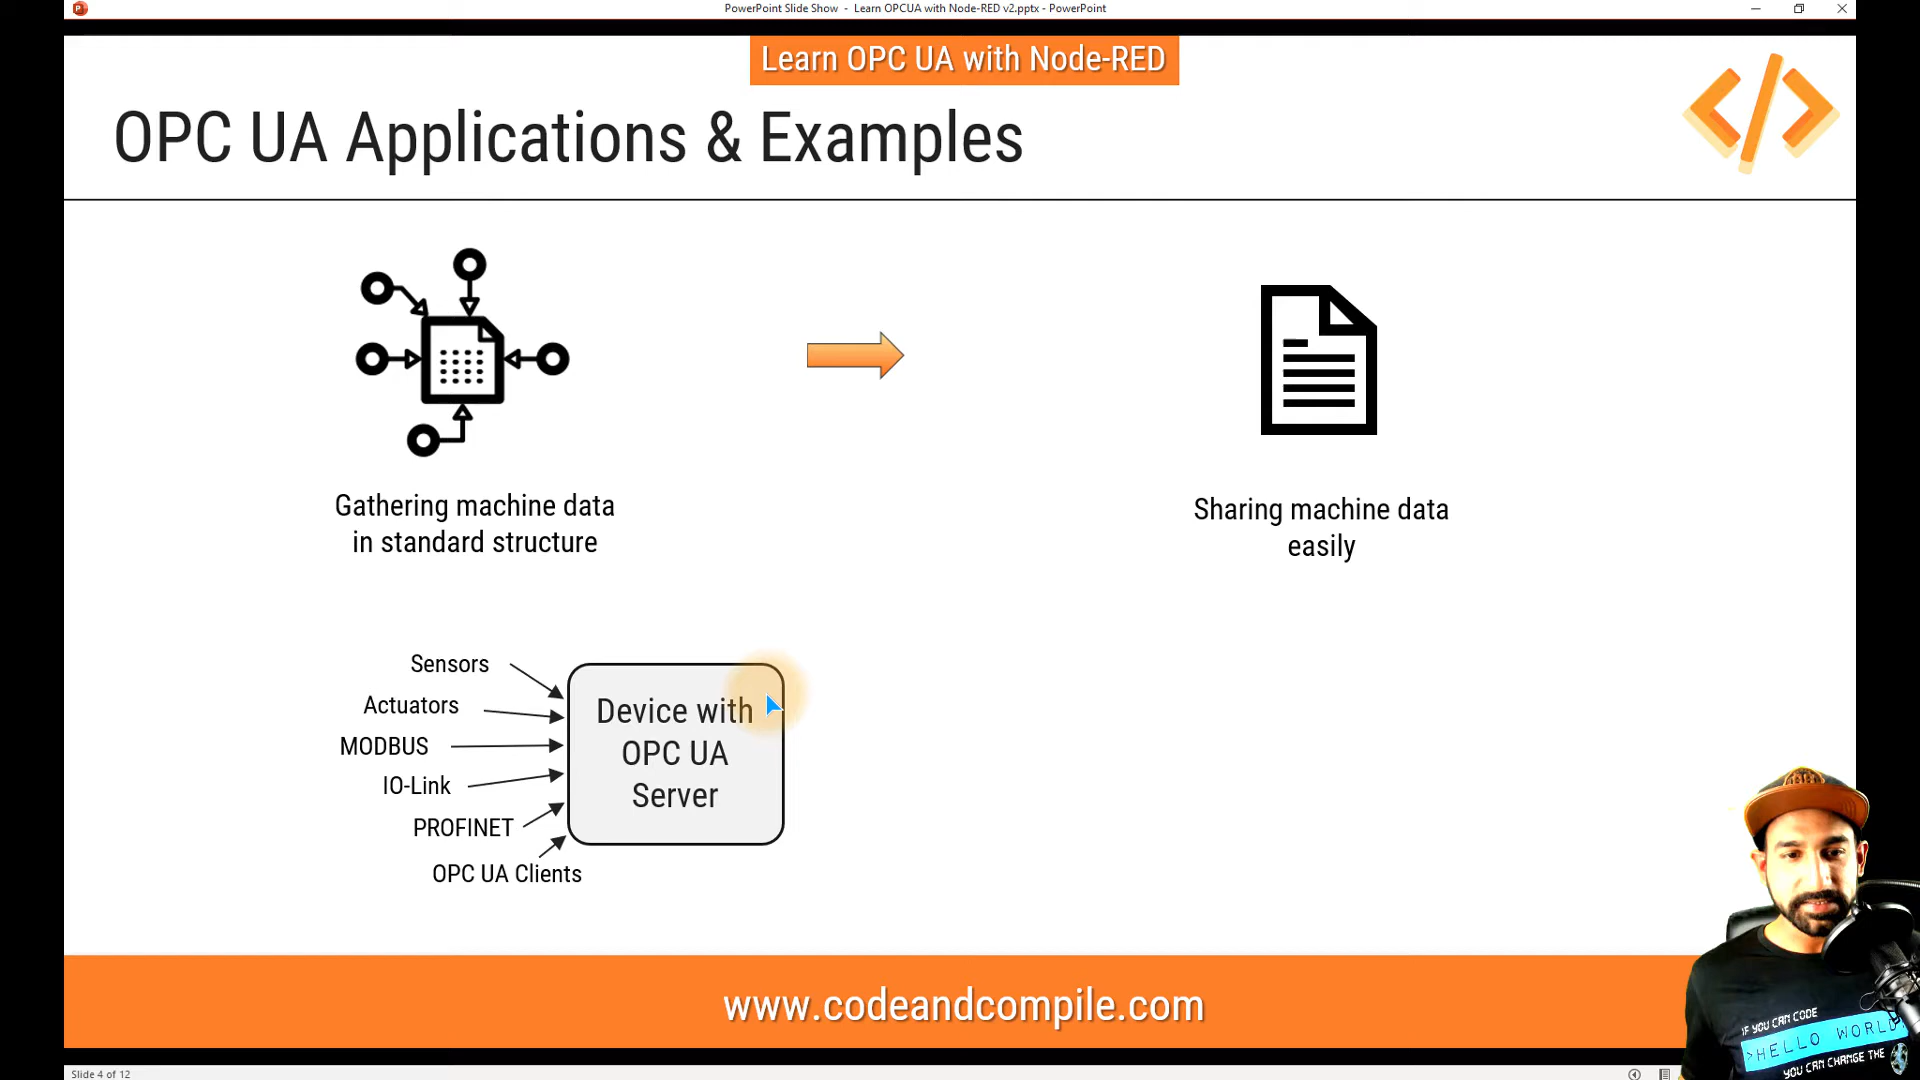 PowerPoint Slide Show - Learn OPCUA with Node-RED v2.pptx - PowerPoint
Learn OPC UA with Node-RED
OPC UA Applications & Examples
Gathering machine data
in standard structure
Sharing machine data
easily
Sensors
Actuators
MODBUS
IO-Link
PROFINET
OPC UA Clients
Device with
OPC UA
Server
www.codeandcompile.com
IF YOU CAN CODE
>HELLO WORLD
YOU CAN CHANGE THE
Slide 4 of 12